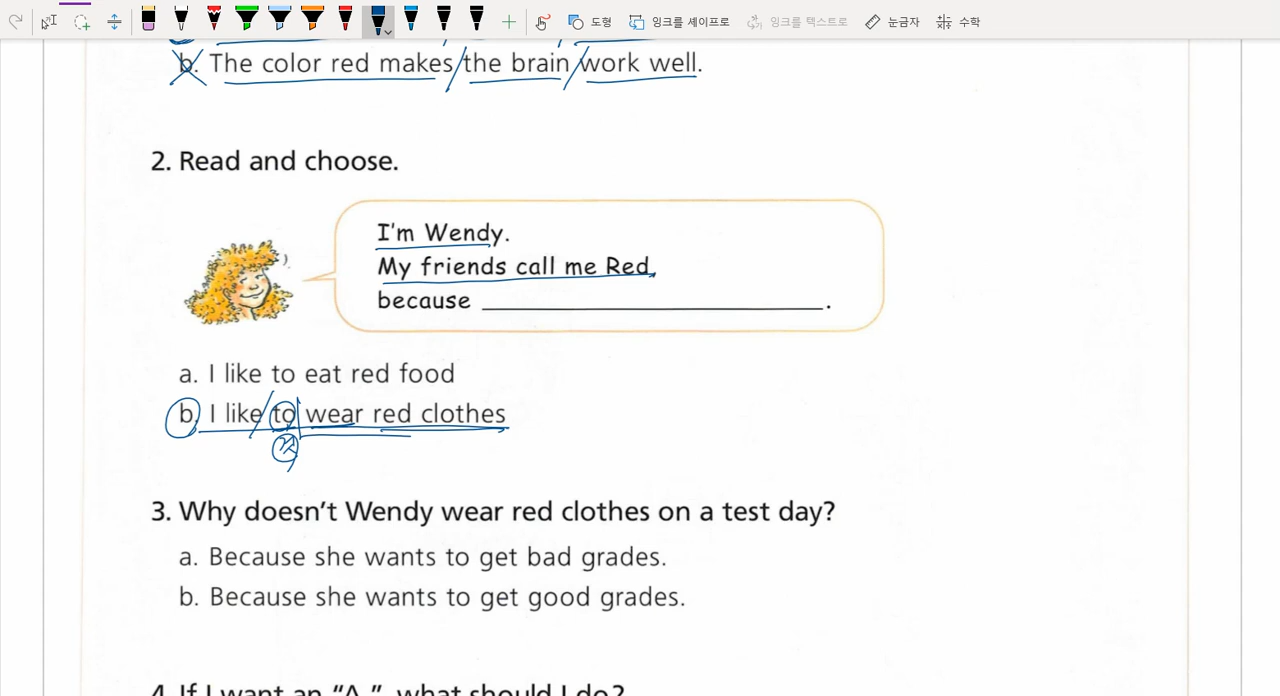 도형 잉크를 셰이프로 잉크를 텍스트로 눈금자 수학
b. The color red makes the brain work well.
2. Read and choose.
I'm Wendy.
My friends call me Red,
because ____________________.
a. I like to eat red food
b. I like to wear red clothes
3. Why doesn't Wendy wear red clothes on a test day?
a. Because she wants to get bad grades.
b. Because she wants to get good grades.
4. If I want an "A," what should I do?